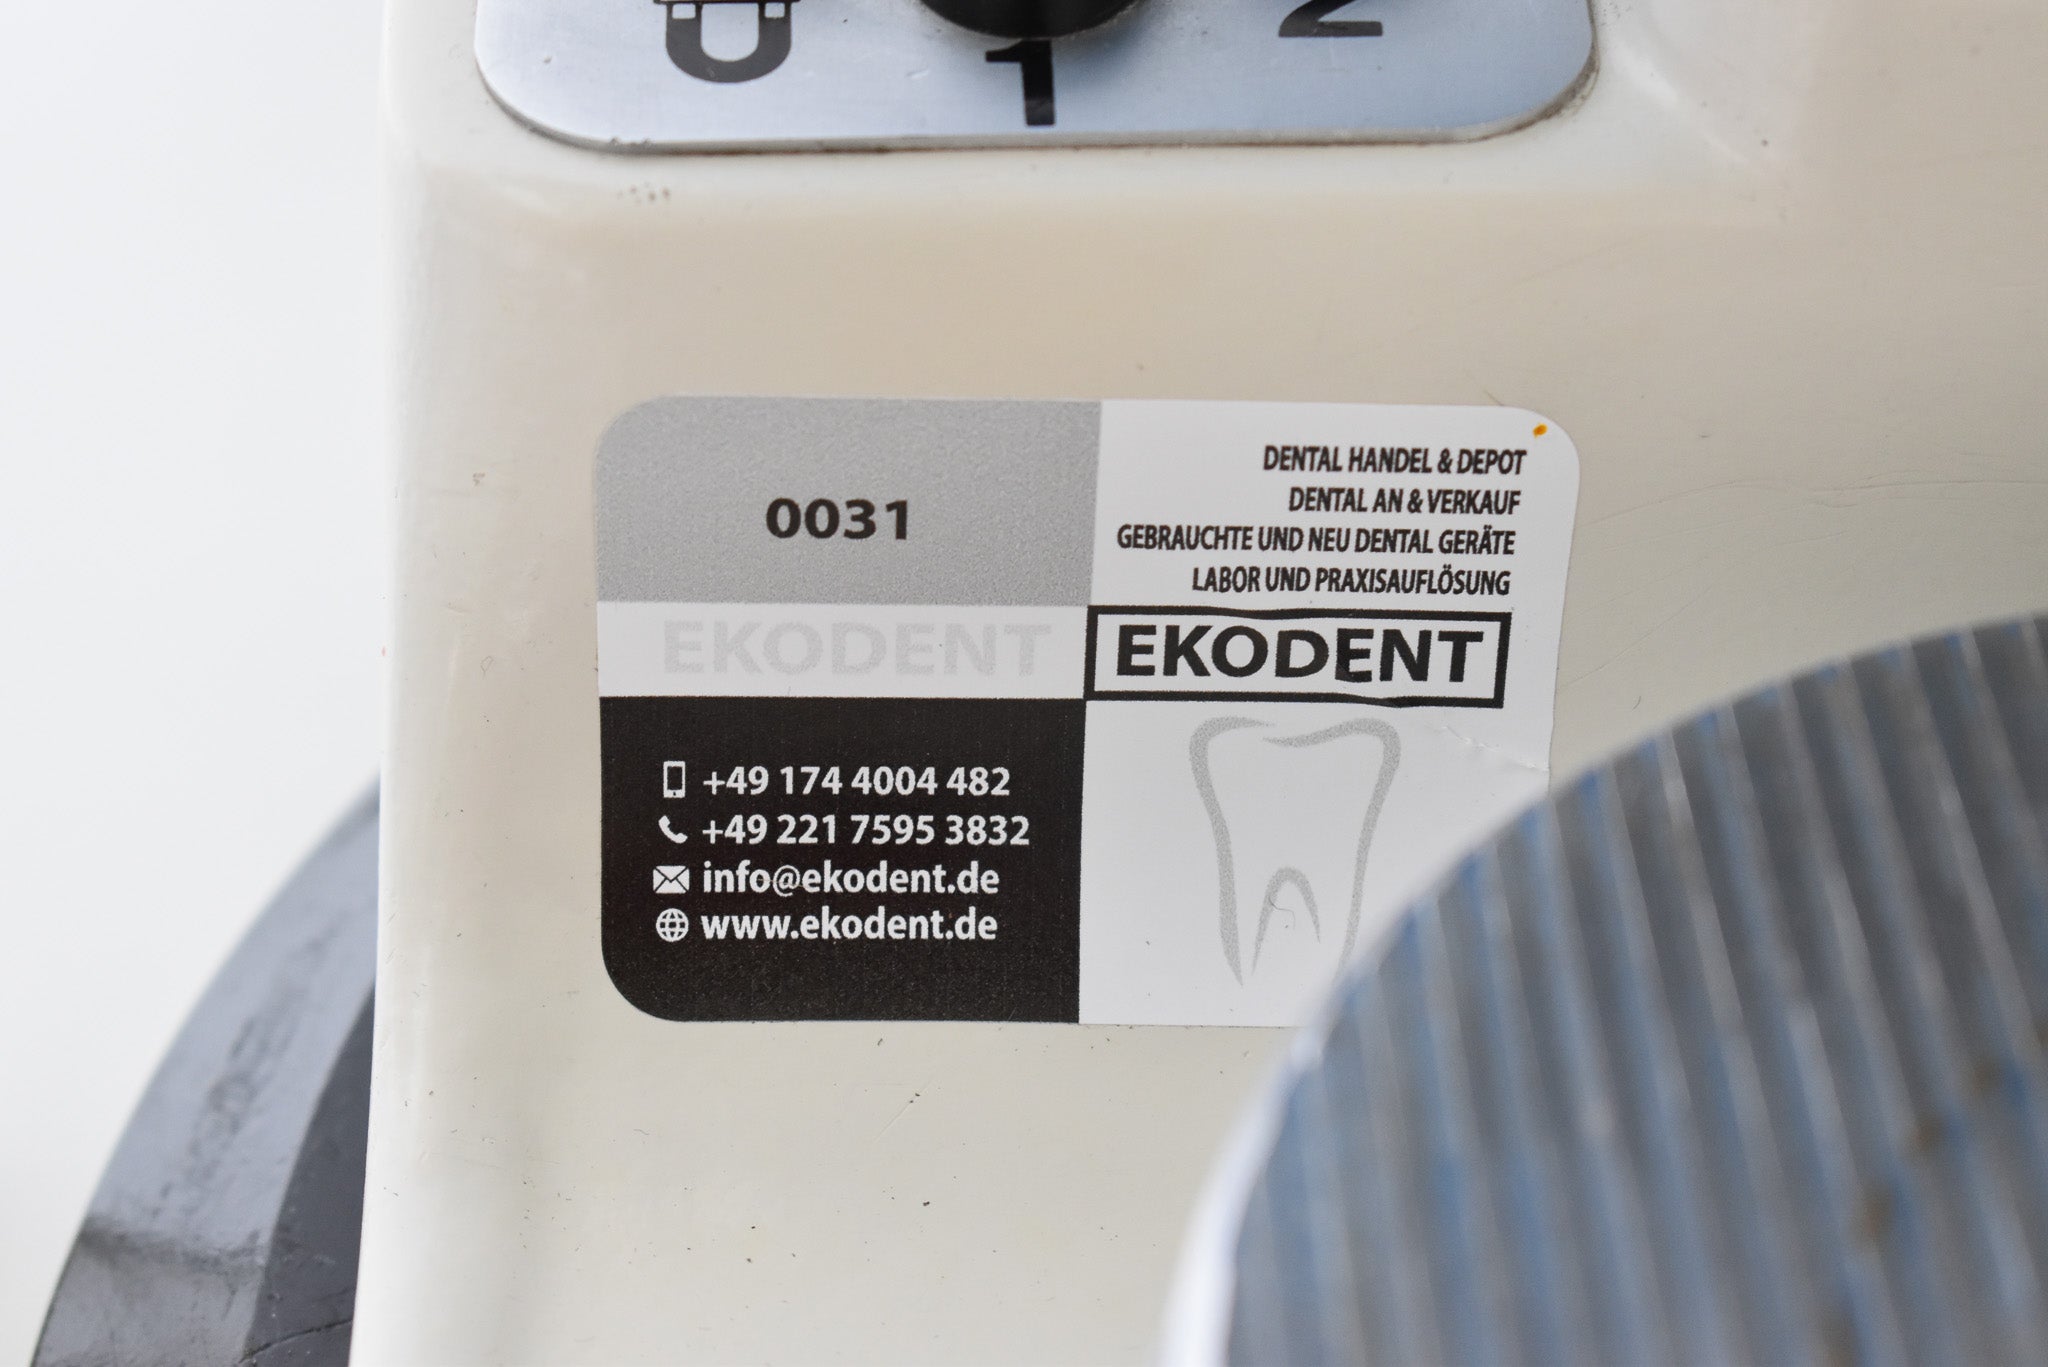 1
2
0031
DENTAL HANDEL & DEPOT
DENTAL AN & VERKAUF
GEBRAUCHTE UND NEU DENTAL GERÄTE
LABOR UND PRAXISAUFLÖSUNG
EKODENT
EKODENT
+49 174 4004 482
+49 221 7595 3832
info@ekodent.de
www.ekodent.de